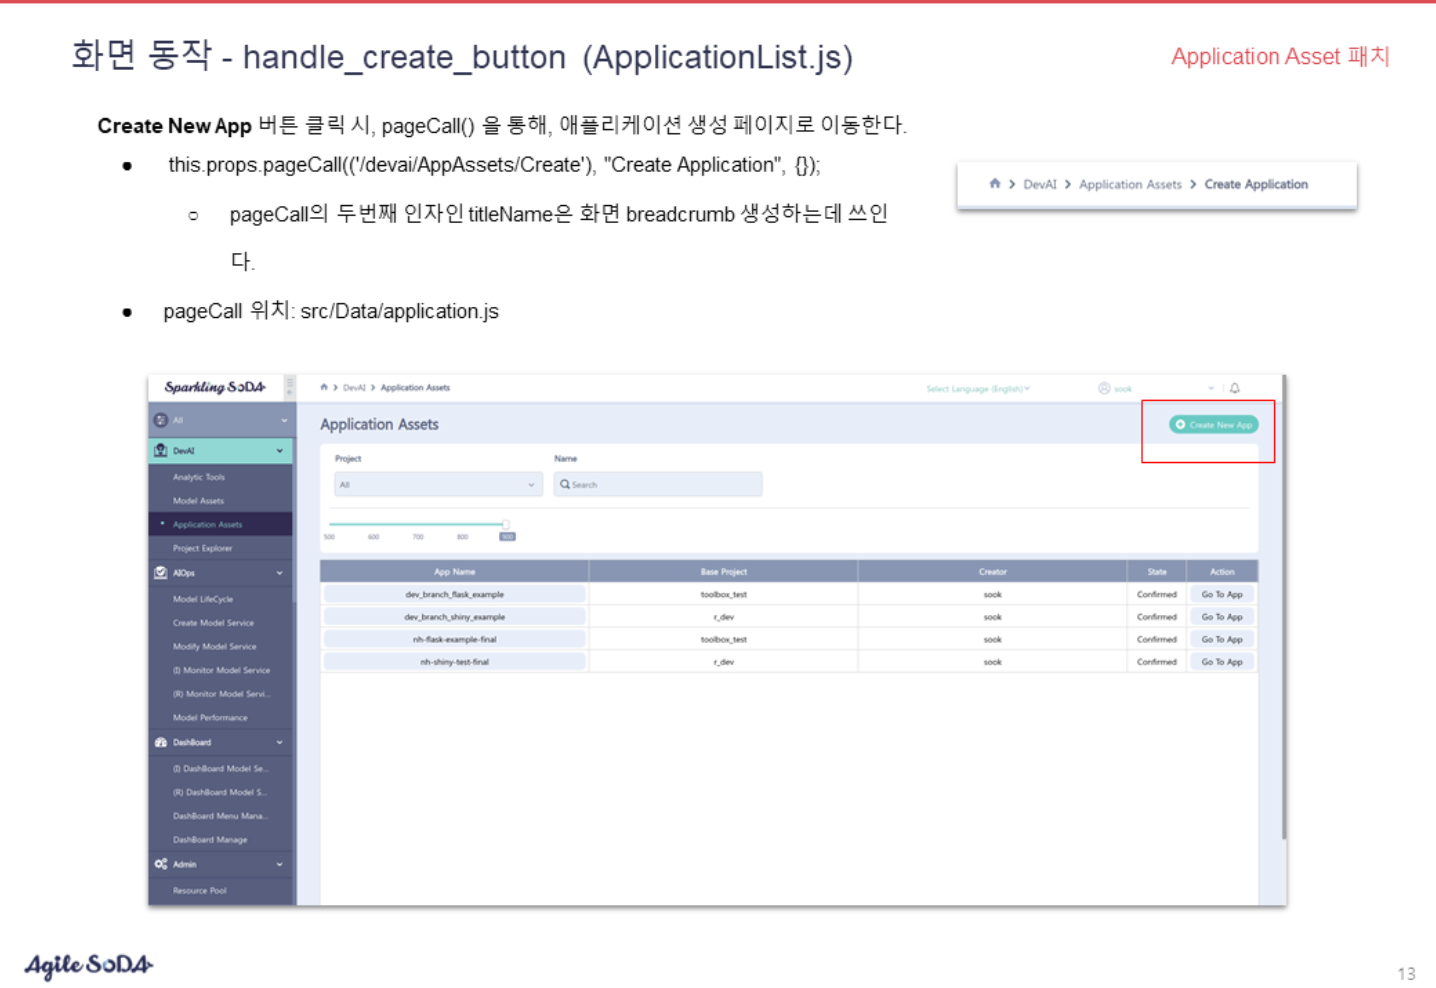 화면 동작 - handle_create_button (ApplicationList.js)
Application Asset 패치
Create New App 버튼 클릭 시, pageCall() 을 통해, 애플리케이션 생성 페이지로 이동한다.
● this.props.pageCall(('/devai/AppAssets/Create'), "Create Application", {});
○ pageCall의 두번째 인자인 titleName은 화면 breadcrumb 생성하는데 쓰인
다.
● pageCall 위치: src/Data/application.js
> DevAI > Application Assets > Create Application
Sparkling SoDA
> DevAI > Application Assets
Select Language (English)
sook
All
Application Assets
Create New App
DevAI
Analytic Tools
Model Assets
Application Assets
Project Explorer
AIOps
Model LifeCycle
Create Model Service
Modify Model Service
(I) Monitor Model Service
(R) Monitor Model Servi...
Model Performance
DashBoard
(I) DashBoard Model Se...
(R) DashBoard Model S...
DashBoard Menu Mana...
DashBoard Manage
Admin
Resource Pool
Project
Name
All
Search
500 600 700 800 900
App Name Base Project Creator State Action
dev_branch_flask_example toolbox_test sook Confirmed Go To App
dev_branch_shiny_example r_dev sook Confirmed Go To App
nh-flask-example-final toolbox_test sook Confirmed Go To App
nh-shiny-test-final r_dev sook Confirmed Go To App
Agile SoDA
13